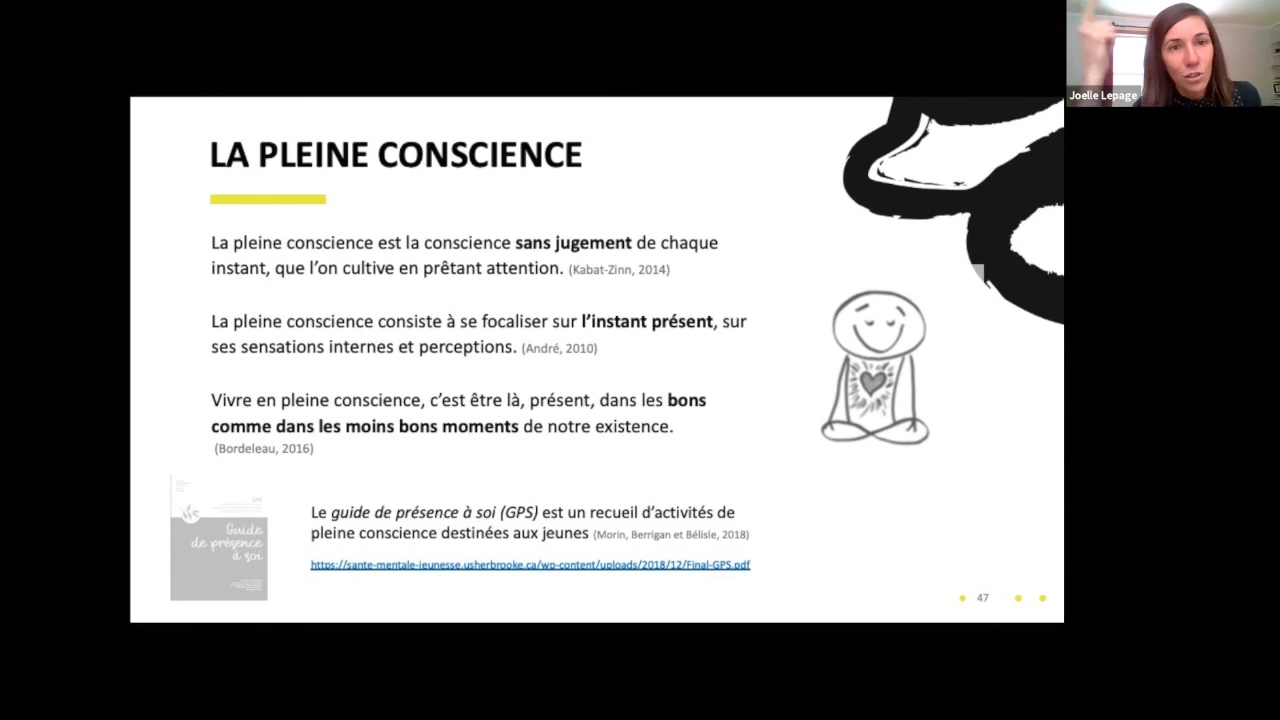 Joelle Lepage
LA PLEINE CONSCIENCE
La pleine conscience est la conscience sans jugement de chaque
instant, que l’on cultive en prêtant attention. (Kabat-Zinn, 2014)
La pleine conscience consiste à se focaliser sur l’instant présent, sur
ses sensations internes et perceptions. (André, 2010)
Vivre en pleine conscience, c’est être là, présent, dans les bons
comme dans les moins bons moments de notre existence.
(Bordeleau, 2016)
Guide
de présence
à soi
Le guide de présence à soi (GPS) est un recueil d’activités de
pleine conscience destinées aux jeunes (Morin, Berrigan et Bélisle, 2018)
https://sante-mentale-jeunesse.usherbrooke.ca/wp-content/uploads/2018/12/Final-GPS.pdf
47